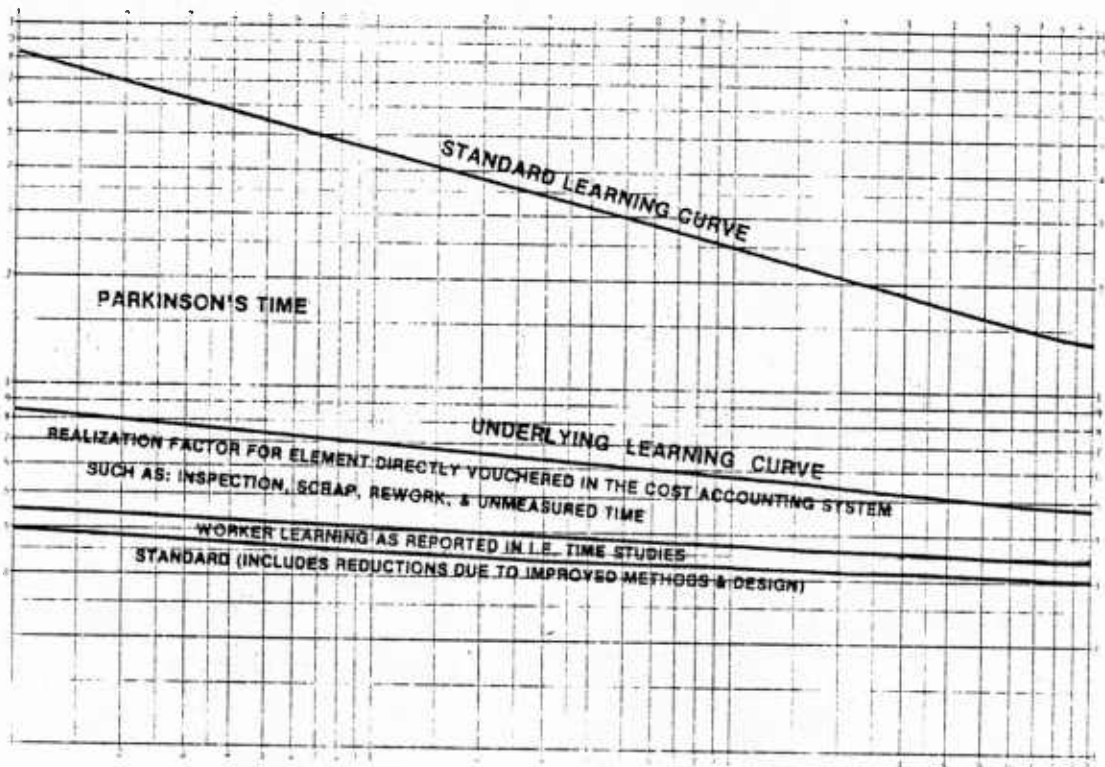 STANDARD LEARNING CURVE
PARKINSON'S TIME
UNDERLYING LEARNING CURVE
REALIZATION FACTOR FOR ELEMENT DIRECTLY VOUCHERED IN THE COST ACCOUNTING SYSTEM
SUCH AS: INSPECTION, SCRAP, REWORK, & UNMEASURED TIME
WORKER LEARNING AS REPORTED IN I.E. TIME STUDIES
STANDARD (INCLUDES REDUCTIONS DUE TO IMPROVED METHODS & DESIGN)